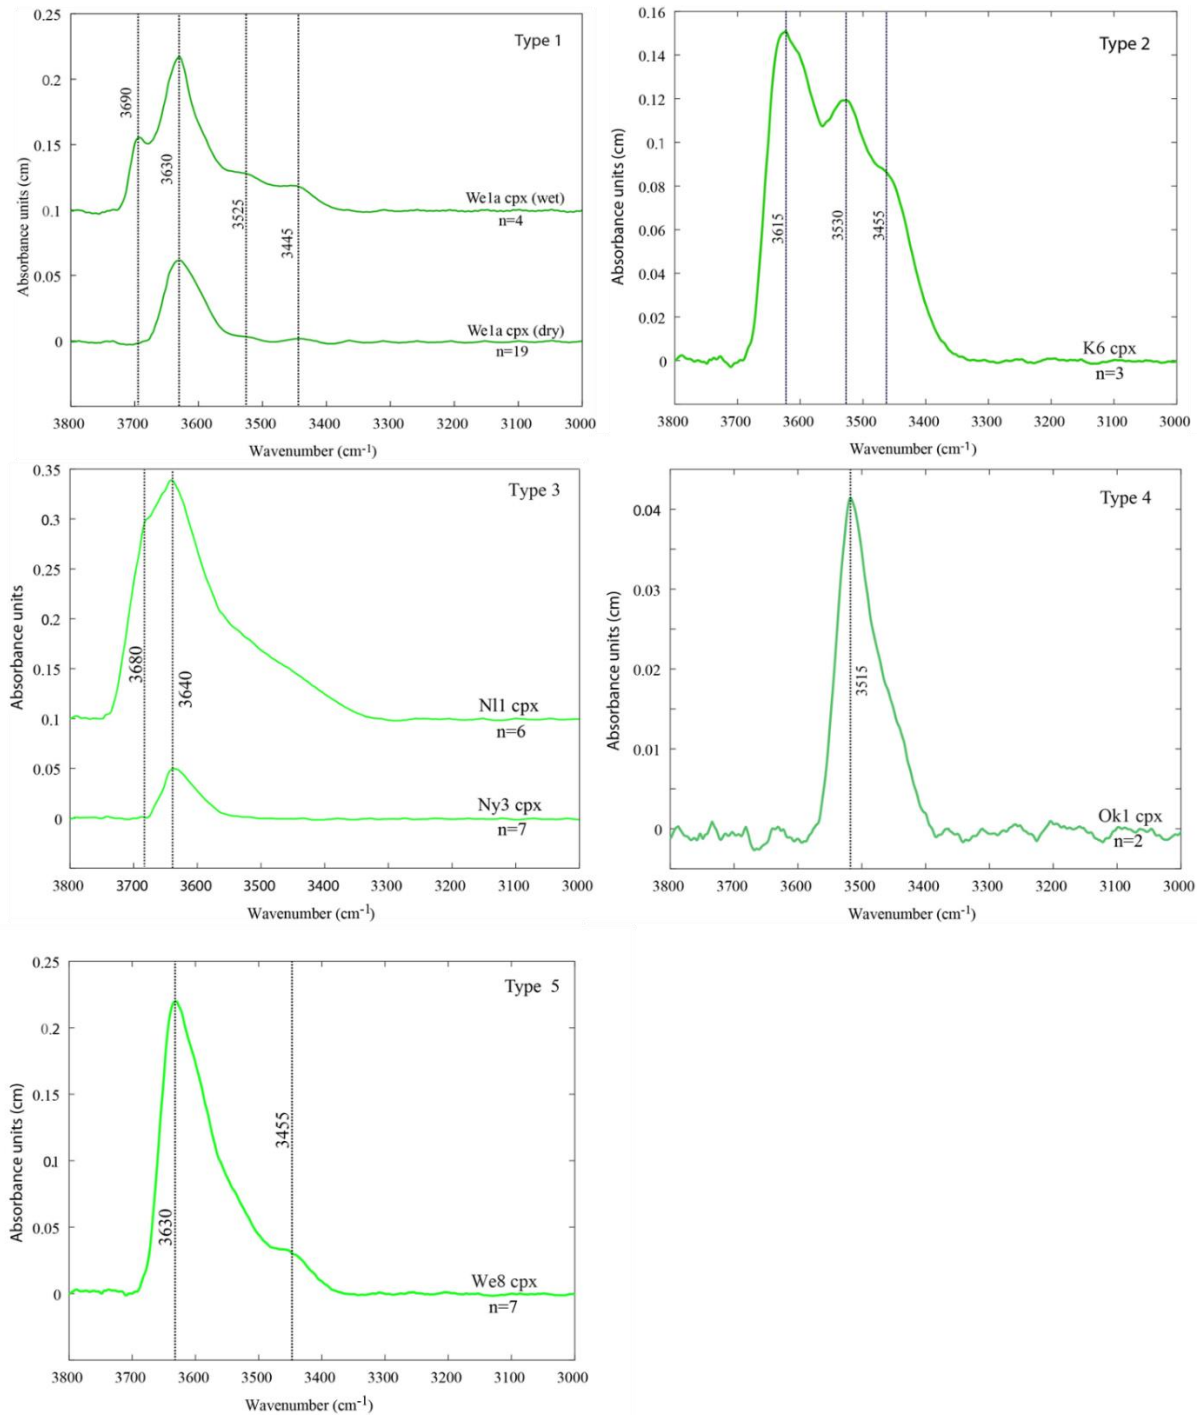 Type 1
0.25
0.2
0.15
0.1
0.05
0
Absorbance units (cm)
3690
3630
3525
3445
We1a cpx (wet)
n=4
We1a cpx (dry)
n=19
3800 3700 3600 3500 3400 3300 3200 3100 3000
Wavenumber (cm-1)
Type 2
0.16
0.14
0.12
0.1
0.08
0.06
0.04
0.02
0
Absorbance units (cm)
3615
3530
3455
K6 cpx
n=3
3800 3700 3600 3500 3400 3300 3200 3100 3000
Wavenumber (cm-1)
Type 3
0.35
0.3
0.25
0.2
0.15
0.1
0.05
0
Absorbance units
3680
3640
Nl1 cpx
n=6
Ny3 cpx
n=7
3800 3700 3600 3500 3400 3300 3200 3100 3000
Wavenumber (cm-1)
Type 4
0.04
0.03
0.02
0.01
0
Absorbance units (cm)
3515
Ok1 cpx
n=2
3800 3700 3600 3500 3400 3300 3200 3100 3000
Wavenumber (cm-1)
Type 5
0.25
0.2
0.15
0.1
0.05
0
Absorbance units (cm)
3630
3455
We8 cpx
n=7
3800 3700 3600 3500 3400 3300 3200 3100 3000
Wavenumber (cm-1)